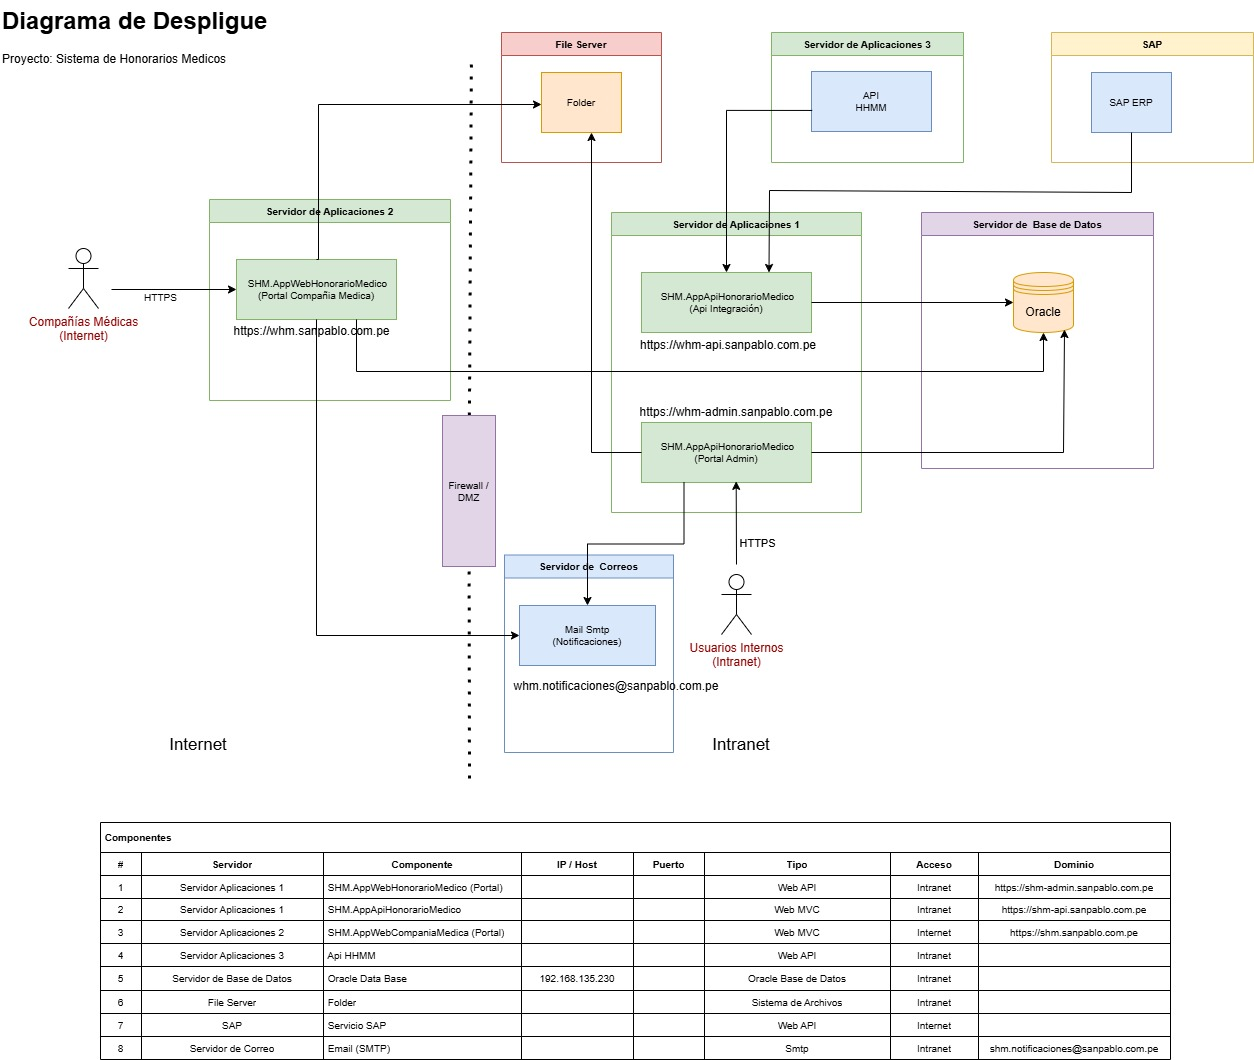 Diagrama de Despligue
Proyecto: Sistema de Honorarios Medicos
File Server
Folder
Servidor de Aplicaciones 3
API
HHMM
SAP
SAP ERP
Servidor de Aplicaciones 2
SHM.AppWebHonorarioMedico
(Portal Compañia Medica)
https://whm.sanpablo.com.pe
HTTPS
Compañías Médicas
(Internet)
Servidor de Aplicaciones 1
SHM.AppApiHonorarioMedico
(Api Integración)
https://whm-api.sanpablo.com.pe
https://whm-admin.sanpablo.com.pe
SHM.AppApiHonorarioMedico
(Portal Admin)
Servidor de Base de Datos
Oracle
Firewall /
DMZ
HTTPS
Servidor de Correos
Mail Smtp
(Notificaciones)
whm.notificaciones@sanpablo.com.pe
Usuarios Internos
(Intranet)
Internet
Intranet
Componentes
# Servidor Componente IP / Host Puerto Tipo Acceso Dominio
1 Servidor Aplicaciones 1 SHM.AppWebHonorarioMedico (Portal) Web API Intranet https://shm-admin.sanpablo.com.pe
2 Servidor Aplicaciones 1 SHM.AppApiHonorarioMedico Web MVC Intranet https://shm-api.sanpablo.com.pe
3 Servidor Aplicaciones 2 SHM.AppWebCompaniaMedica (Portal) Web MVC Internet https://shm.sanpablo.com.pe
4 Servidor Aplicaciones 3 Api HHMM Web API Intranet
5 Servidor de Base de Datos Oracle Data Base 192.168.135.230 Oracle Base de Datos Intranet
6 File Server Folder Sistema de Archivos Intranet
7 SAP Servicio SAP Web API Internet
8 Servidor de Correo Email (SMTP) Smtp Intranet shm.notificaciones@sanpablo.com.pe